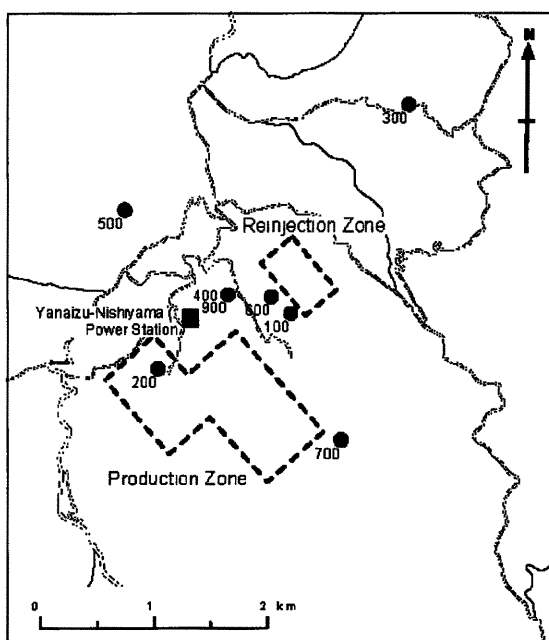 N
300
500
Reinjection Zone
400
900
600
100
Yanaizu-Nishiyama
Power Station
200
700
Production Zone
0 1 2 km